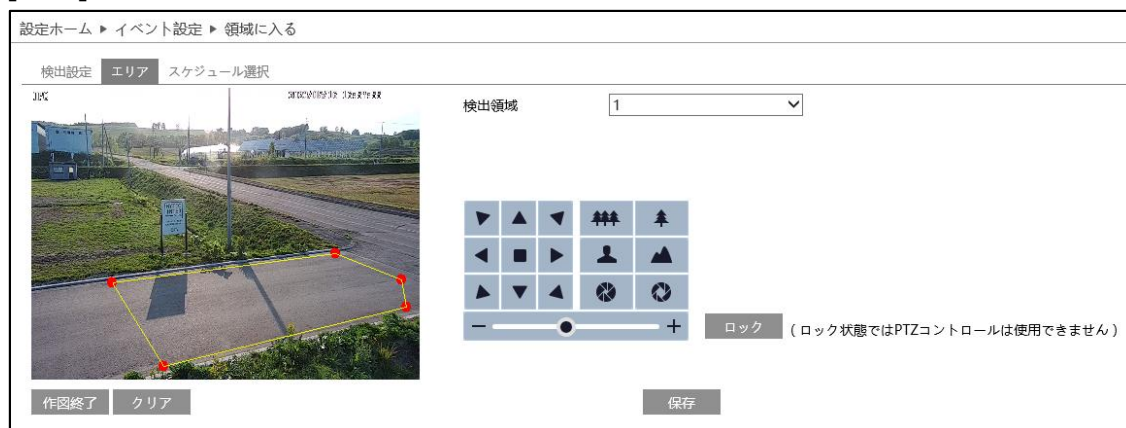 設定ホーム ▶ イベント設定 ▶ 領域に入る
検出設定 エリア スケジュール選択
検出領域 1
ロック (ロック状態ではPTZコントロールは使用できません)
作図終了 クリア 保存